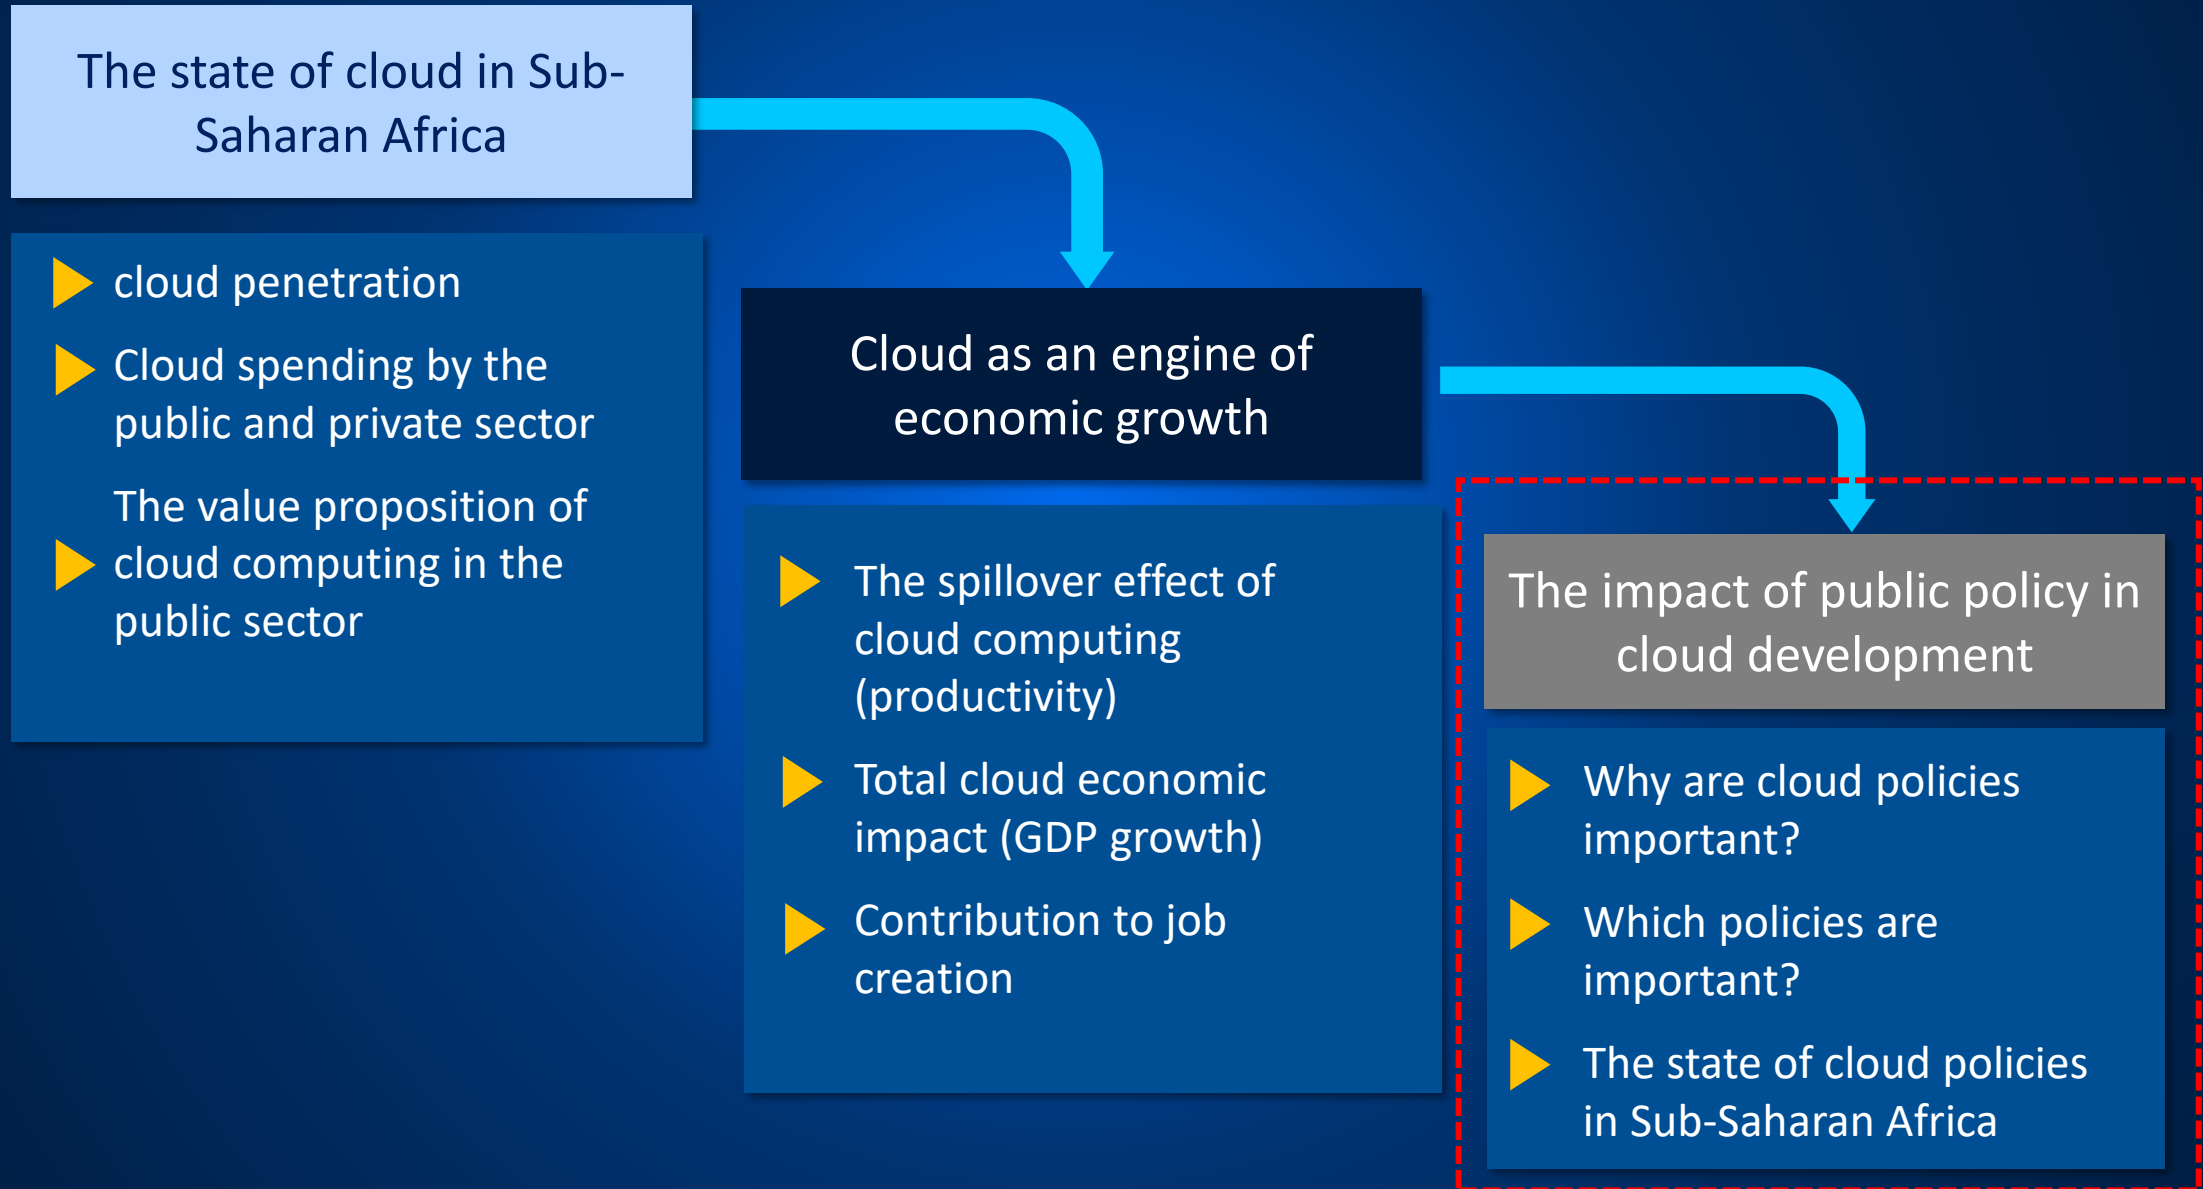 The state of cloud in Sub-
Saharan Africa
cloud penetration
Cloud spending by the
public and private sector
The value proposition of
cloud computing in the
public sector
Cloud as an engine of
economic growth
The spillover effect of
cloud computing
(productivity)
Total cloud economic
impact (GDP growth)
Contribution to job
creation
The impact of public policy in
cloud development
Why are cloud policies
important?
Which policies are
important?
The state of cloud policies
in Sub-Saharan Africa